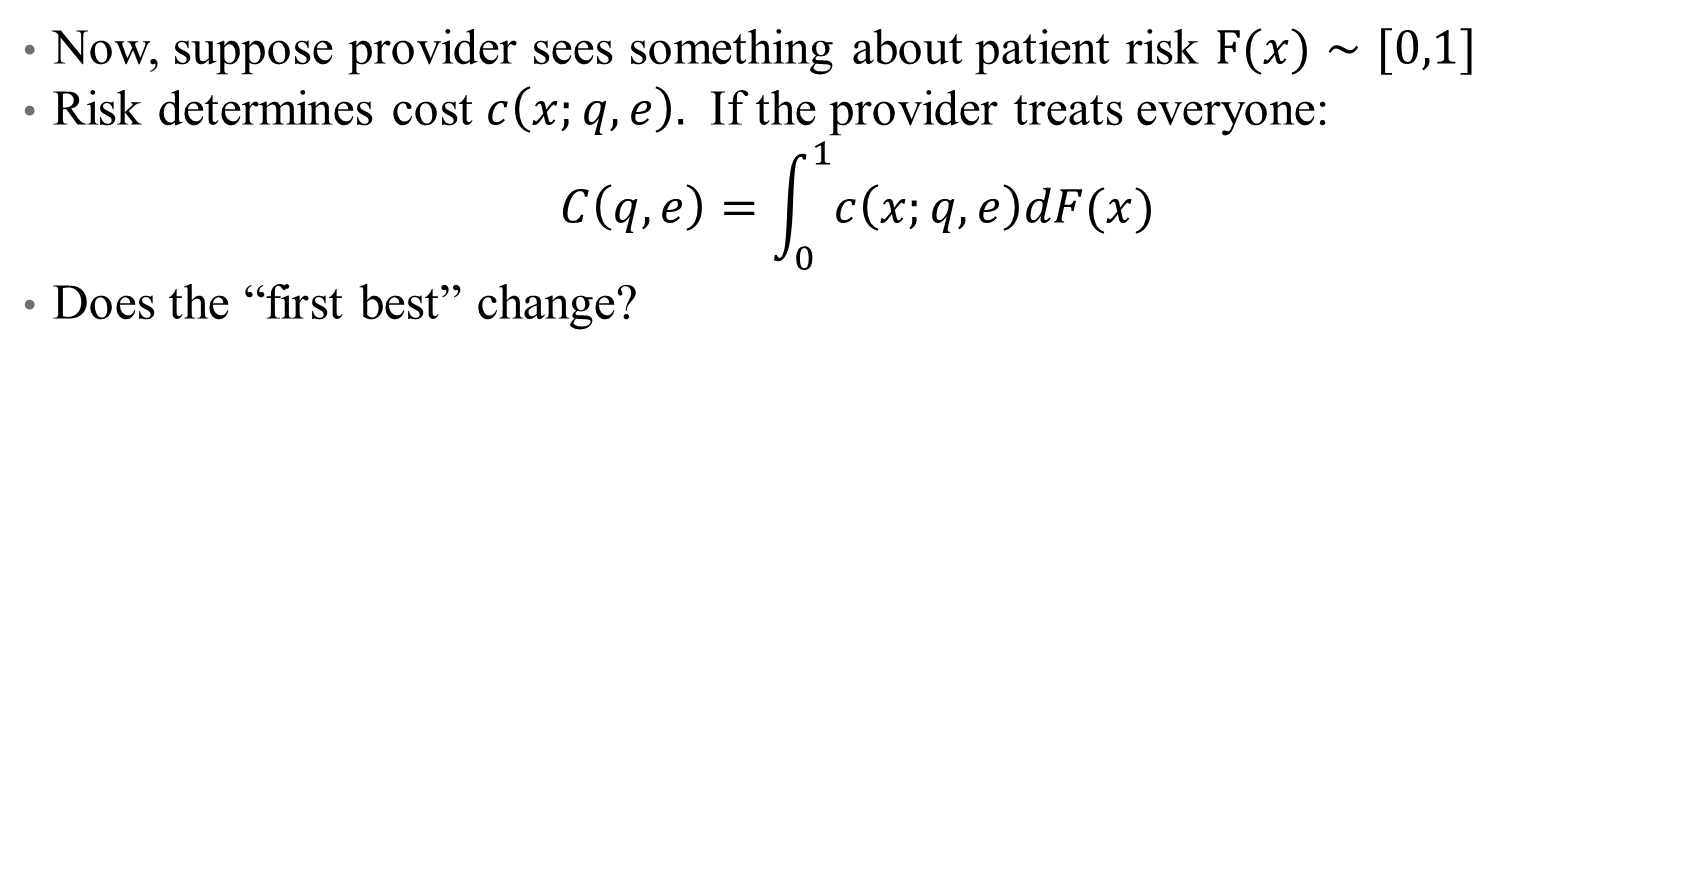 • Now, suppose provider sees something about patient risk F(x) ~ [0,1]
• Risk determines cost c(x; q, e). If the provider treats everyone:
C(q, e) = ∫₀¹ c(x; q, e)dF(x)
• Does the “first best” change?